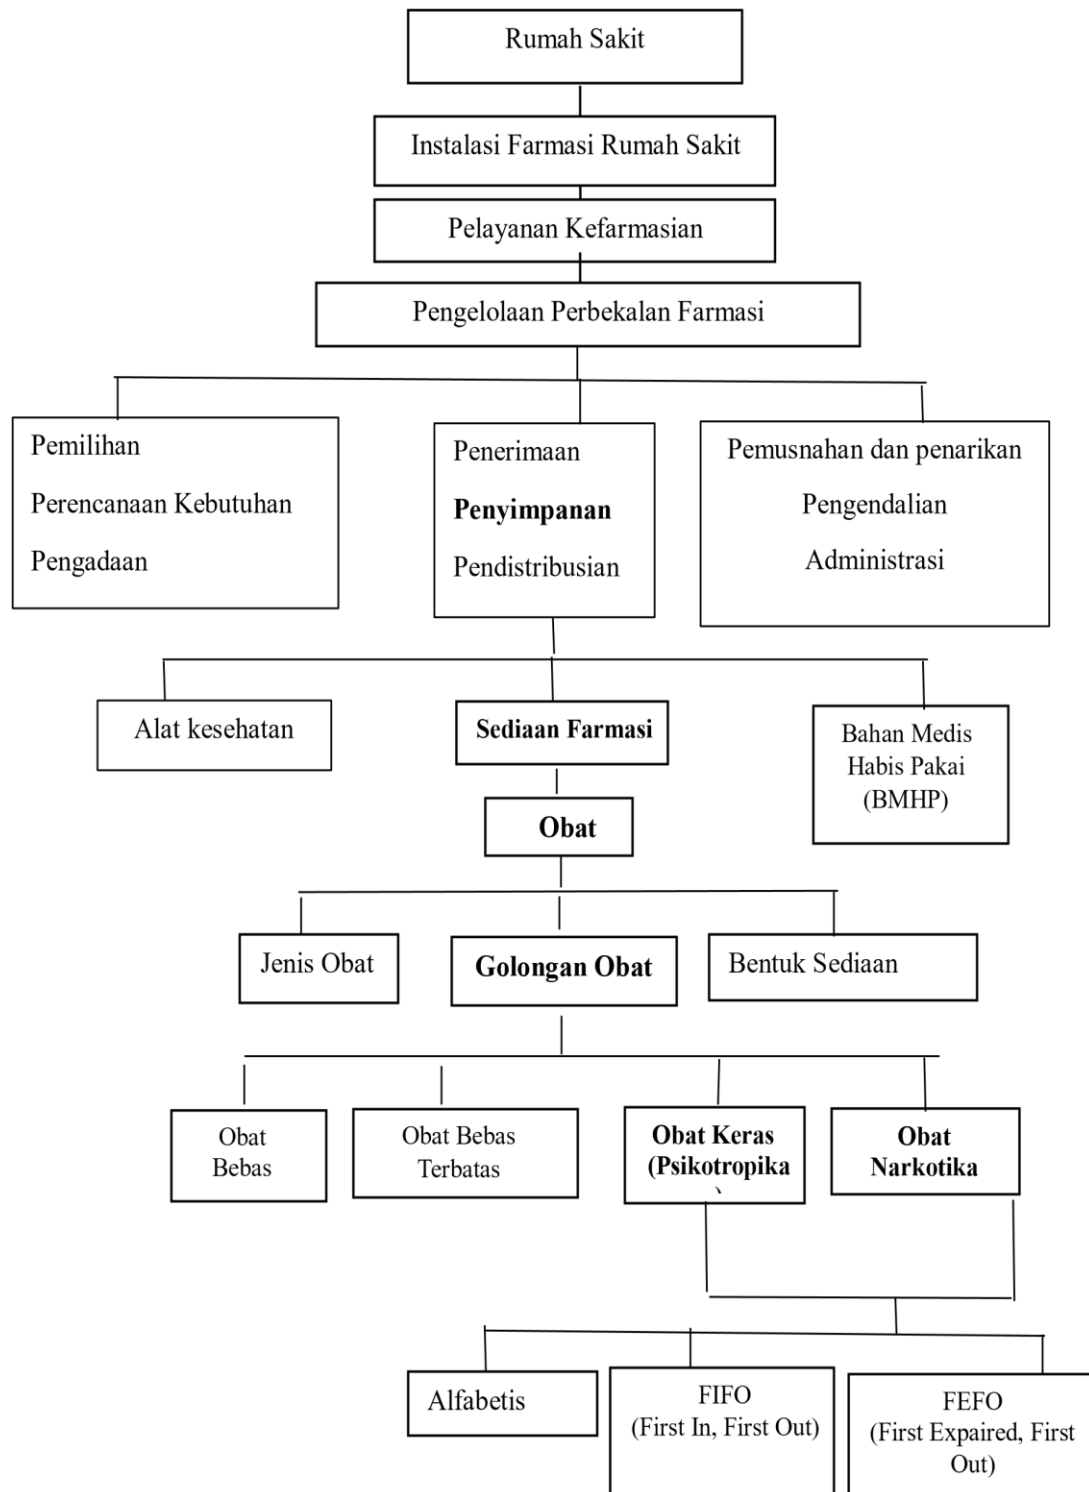 Rumah Sakit
Instalasi Farmasi Rumah Sakit
Pelayanan Kefarmasian
Pengelolaan Perbekalan Farmasi
Pemilihan
Perencanaan Kebutuhan
Pengadaan
Penerimaan
Penyimpanan
Pendistribusian
Pemusnahan dan penarikan
Pengendalian
Administrasi
Alat kesehatan
Sediaan Farmasi
Bahan Medis
Habis Pakai
(BMHP)
Obat
Jenis Obat
Golongan Obat
Bentuk Sediaan
Obat
Bebas
Obat Bebas
Terbatas
Obat Keras
(Psikotropika
Obat
Narkotika
Alfabetis
FIFO
(First In, First Out)
FEFO
(First Expaired, First
Out)